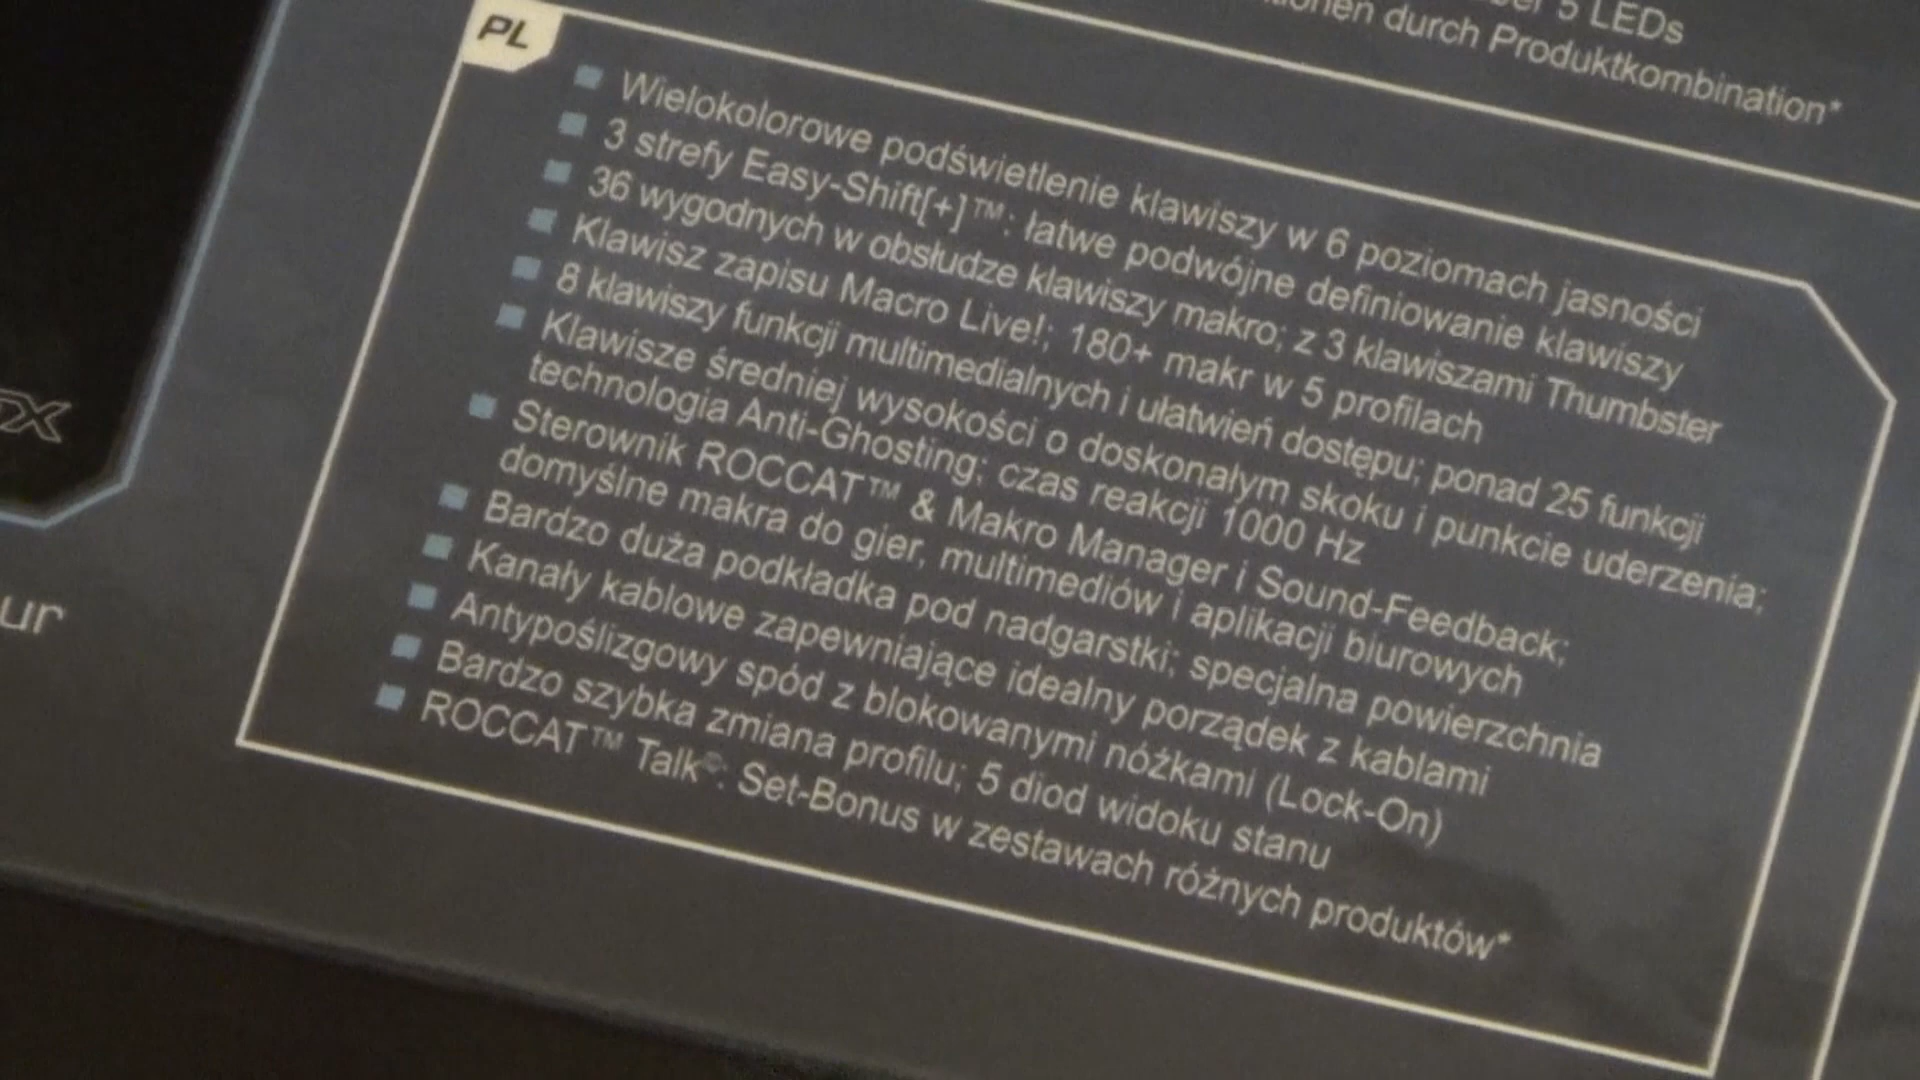 5 LEDs
durch Produktkombination*
PL
Wielokolorowe podświetlenie klawiszy w 6 poziomach jasności
3 strefy Easy-Shift[+]™: łatwe podwójne definiowanie klawiszy
36 wygodnych w obsłudze klawiszy makro; z 3 klawiszami Thumbster
Klawisz zapisu Macro Live!; 180+ makr w 5 profilach
8 klawiszy funkcji multimedialnych i ułatwień dostępu; ponad 25 funkcji
Klawisze średniej wysokości o doskonałym skoku i punkcie uderzenia;
technologia Anti-Ghosting; czas reakcji 1000 Hz
Sterownik ROCCAT™ & Makro Manager i Sound-Feedback;
domyślne makra do gier, multimediów i aplikacji biurowych
Bardzo duża podkładka pod nadgarstki; specjalna powierzchnia
Kanały kablowe zapewniające idealny porządek z kablami
Antypoślizgowy spód z blokowanymi nóżkami (Lock-On)
Bardzo szybka zmiana profilu; 5 diod widoku stanu
ROCCAT™ Talk©: Set-Bonus w zestawach różnych produktów*